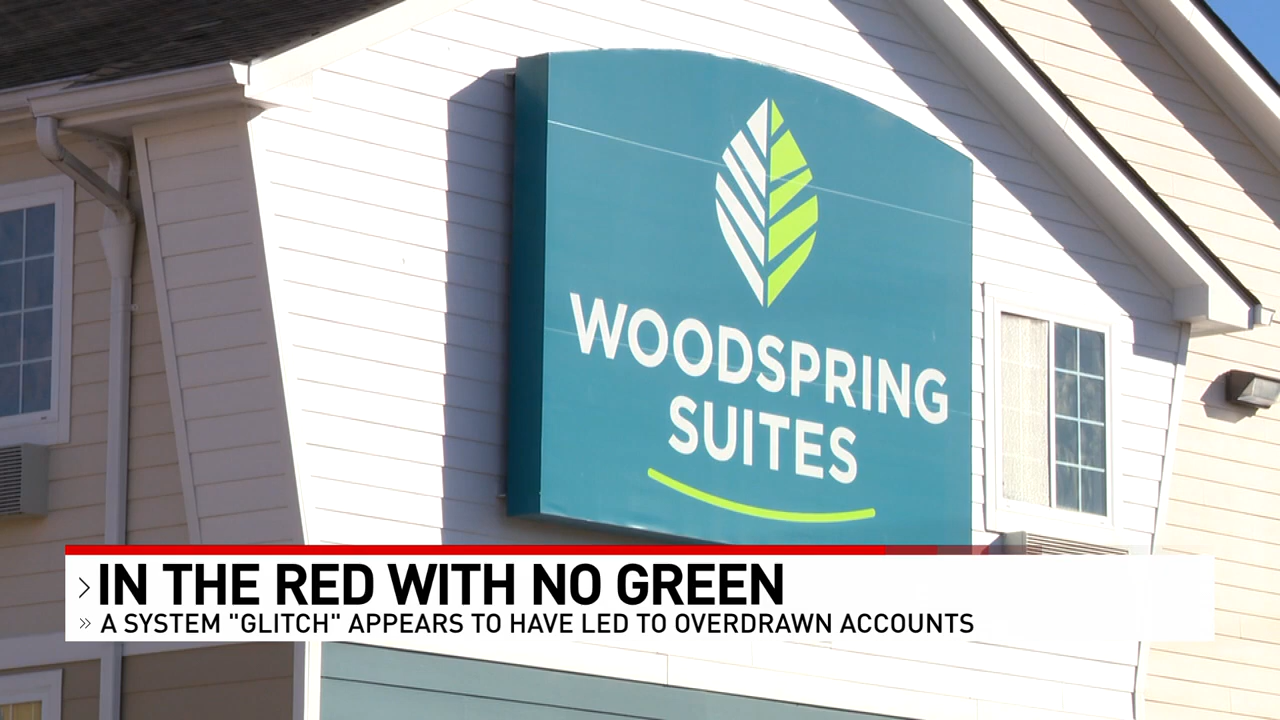 WOODSPRING
SUITES
IN THE RED WITH NO GREEN
A SYSTEM "GLITCH" APPEARS TO HAVE LED TO OVERDRAWN ACCOUNTS